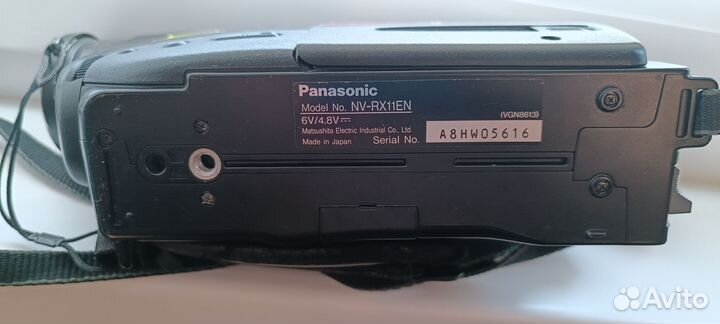 Panasonic
Model No. NV-RX11EN
6V/4.8V⎓
(VGN8613)
Matsushita Electric Industrial Co., Ltd.
Made in Japan Serial No. A8HW05616
Avito